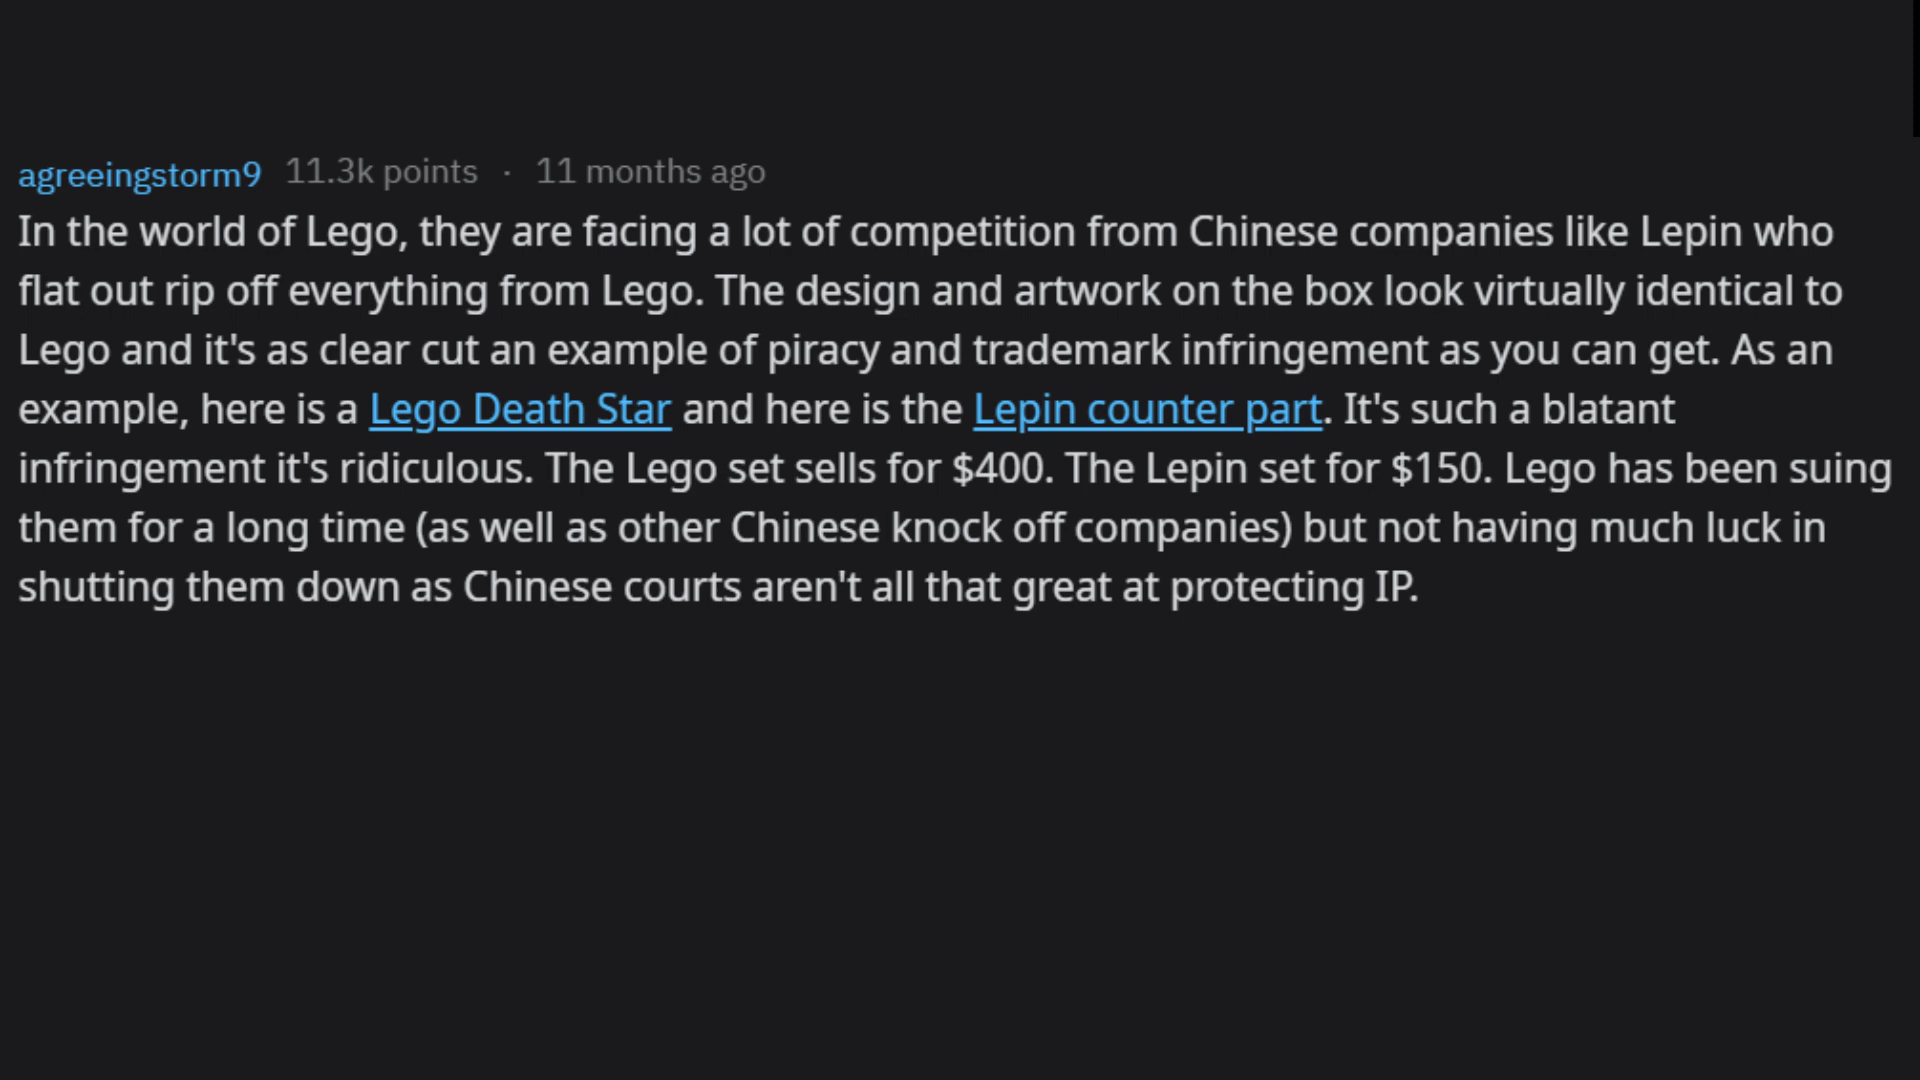 agreeingstorm9 11.3k points · 11 months ago
In the world of Lego, they are facing a lot of competition from Chinese companies like Lepin who
flat out rip off everything from Lego. The design and artwork on the box look virtually identical to
Lego and it's as clear cut an example of piracy and trademark infringement as you can get. As an
example, here is a Lego Death Star and here is the Lepin counter part. It's such a blatant
infringement it's ridiculous. The Lego set sells for $400. The Lepin set for $150. Lego has been suing
them for a long time (as well as other Chinese knock off companies) but not having much luck in
shutting them down as Chinese courts aren't all that great at protecting IP.